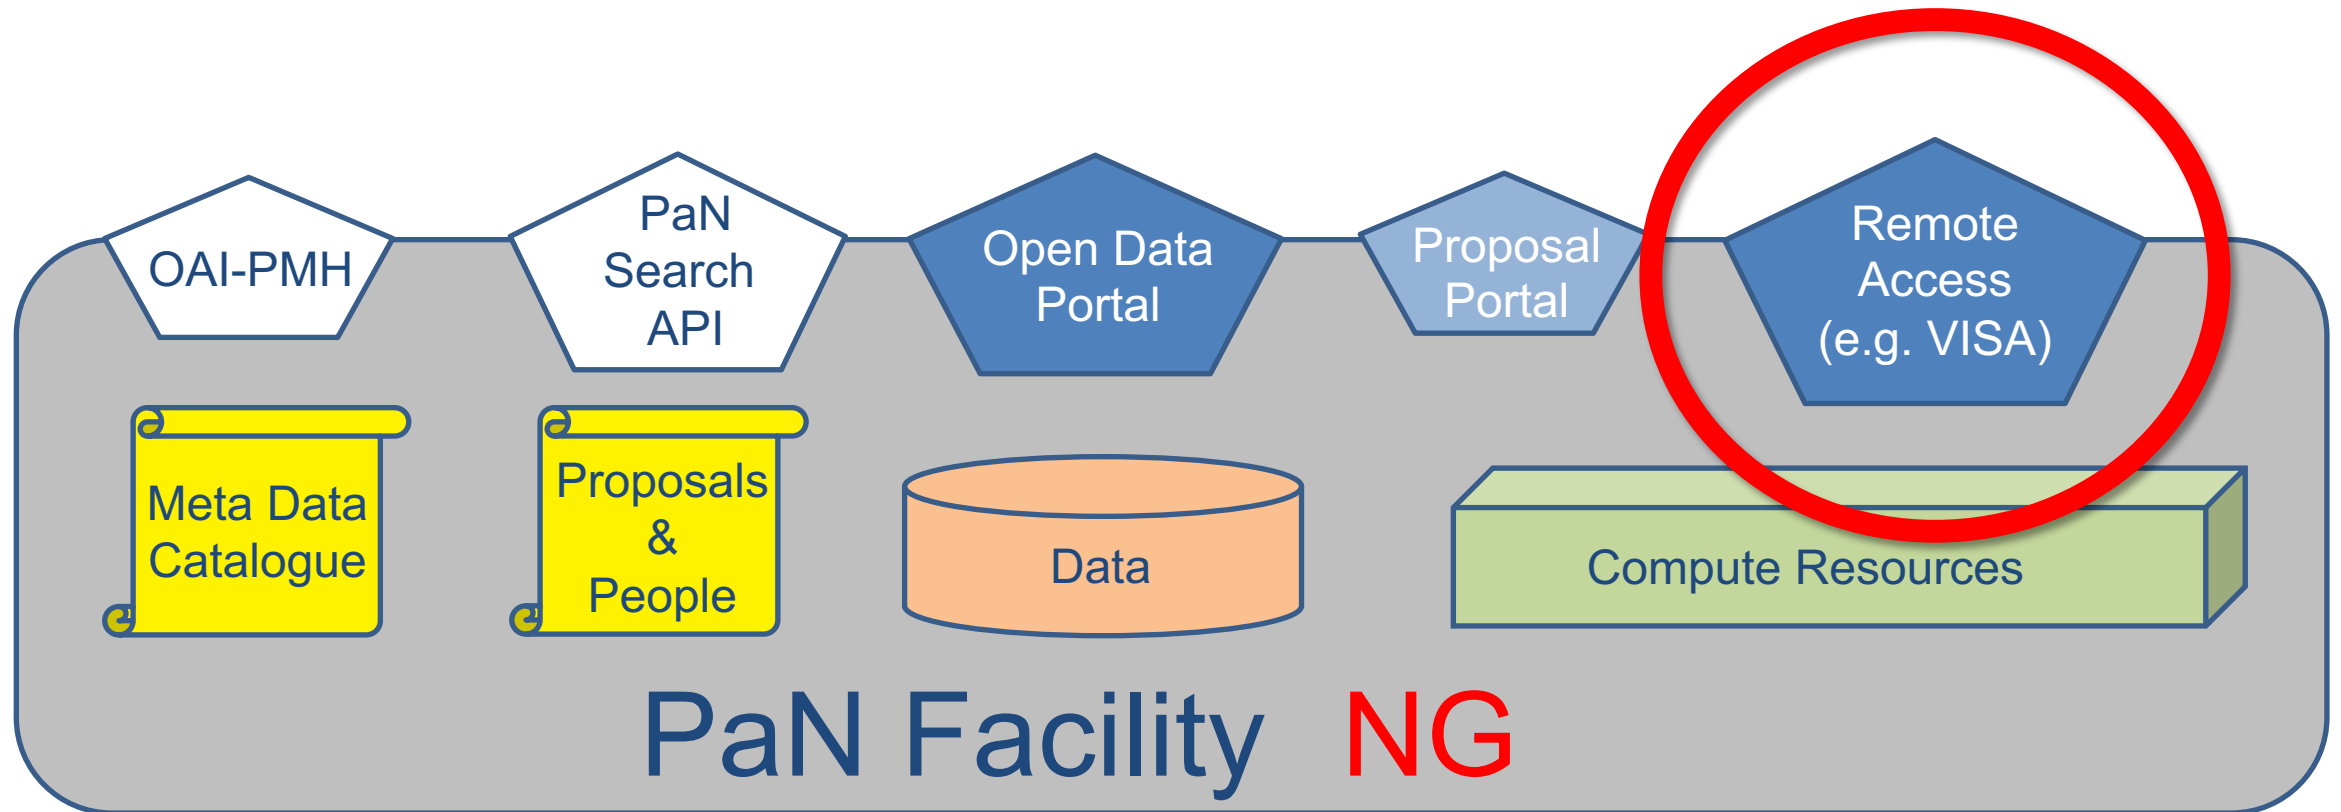 OAI-PMH
PaN
Search
API
Open Data
Portal
Proposal
Portal
Remote
Access
(e.g. VISA)
Meta Data
Catalogue
Proposals
&
People
Data
Compute Resources
PaN Facility NG